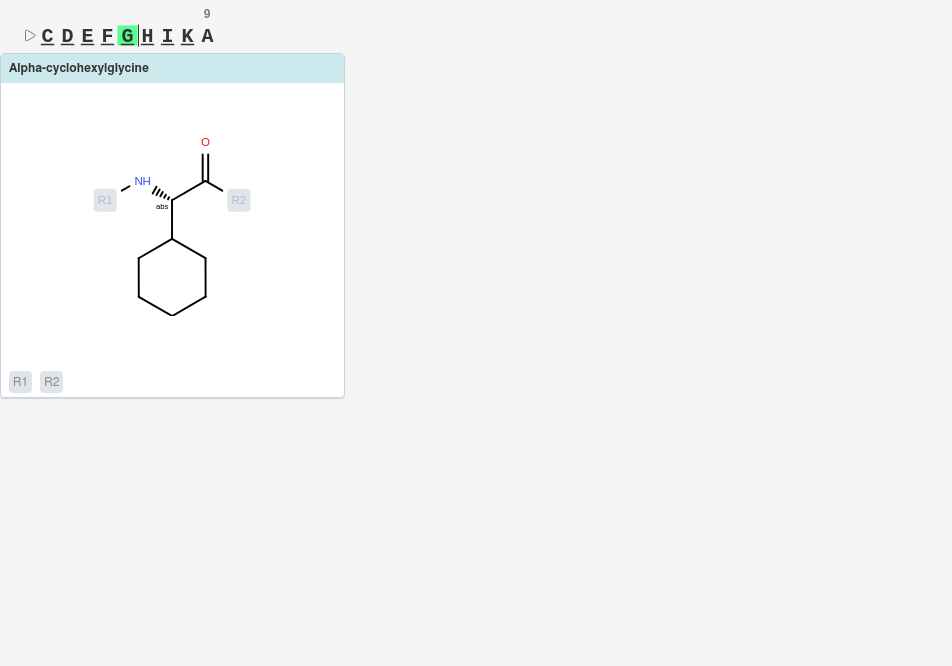 9
C D E F G H I K A
Alpha-cyclohexylglycine
O
NH
R1 R2
abs
R1 R2